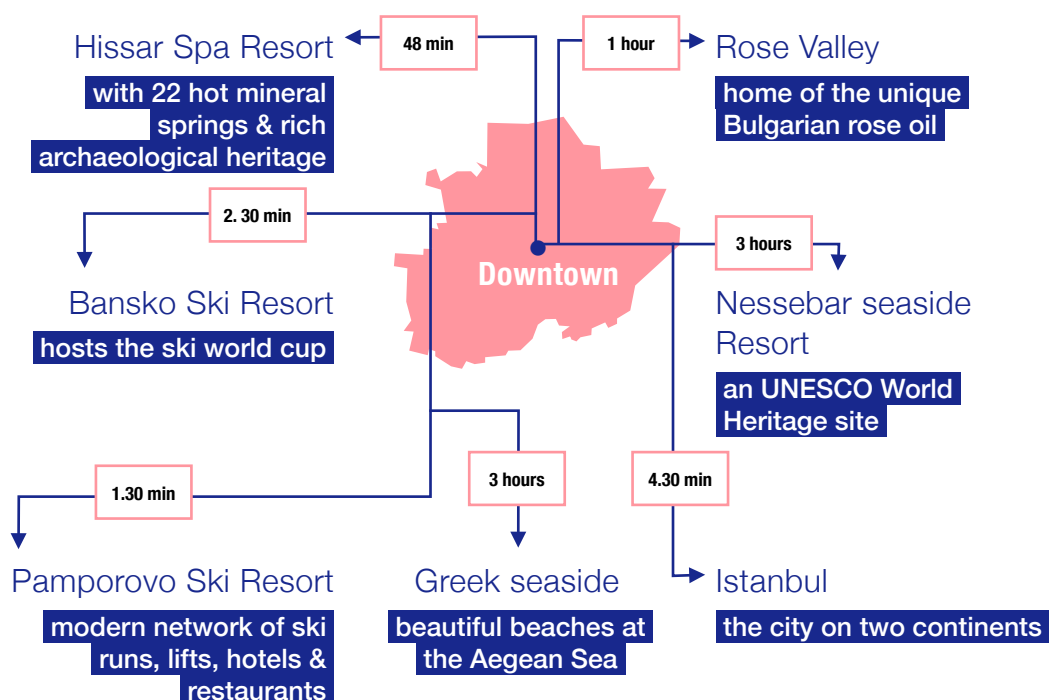 48 min
Hissar Spa Resort
with 22 hot mineral
springs & rich
archaeological heritage
1 hour
Rose Valley
home of the unique
Bulgarian rose oil
2. 30 min
Bansko Ski Resort
hosts the ski world cup
Downtown
3 hours
Nessebar seaside
Resort
an UNESCO World
Heritage site
1.30 min
Pamporovo Ski Resort
modern network of ski
runs, lifts, hotels &
restaurants
3 hours
Greek seaside
beautiful beaches at
the Aegean Sea
4.30 min
Istanbul
the city on two continents